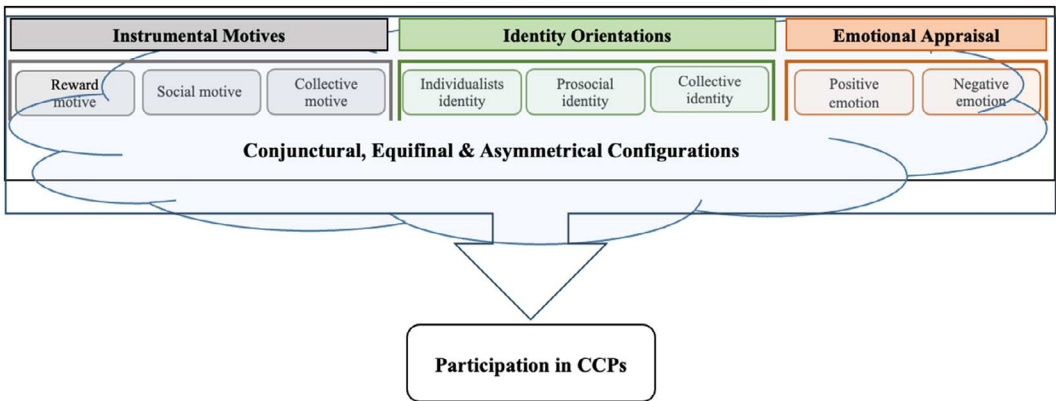 Instrumental Motives
Identity Orientations
Emotional Appraisal
Reward
motive
Social motive
Collective
motive
Individualists
identity
Prosocial
identity
Collective identity
Positive
emotion
Negative
emotion
Conjunctural, Equifinal & Asymmetrical Configurations
Participation in CCPs